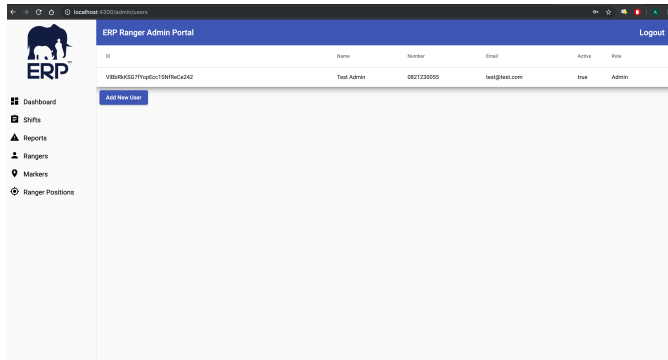 localhost:4200/admin/users
ERP Ranger Admin Portal
Logout
ERP
TM
ID Name Number Email Active Role
Test Admin 0821230055 test@test.com true Admin
Add New User
Dashboard
Shifts
Reports
Rangers
Markers
Ranger Positions